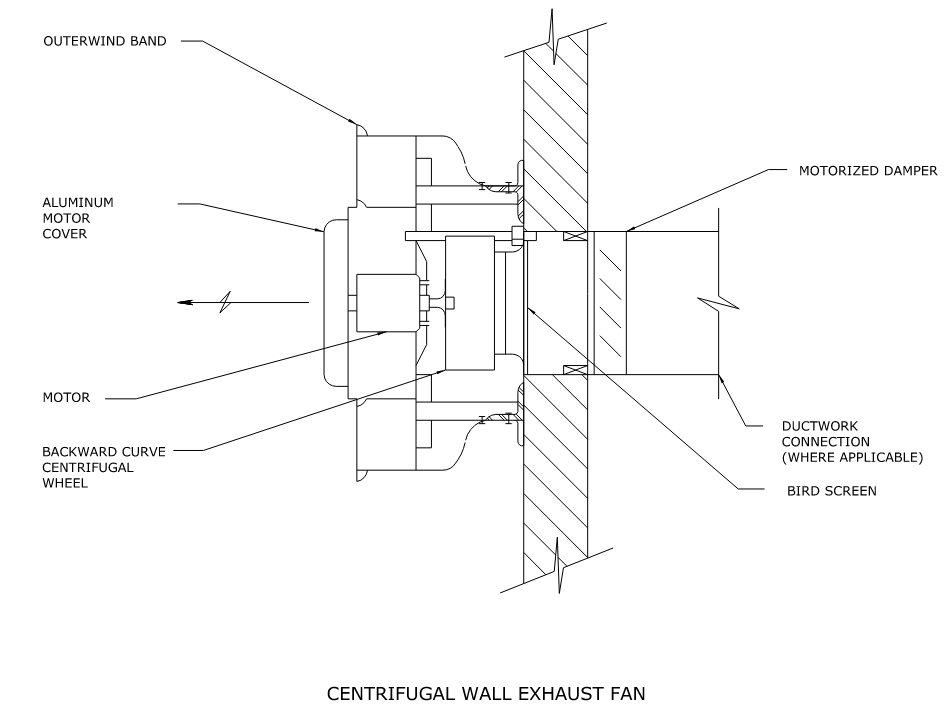 OUTERWIND BAND
ALUMINUM
MOTOR
COVER
MOTORIZED DAMPER
MOTOR
BACKWARD CURVE
CENTRIFUGAL
WHEEL
DUCTWORK
CONNECTION
(WHERE APPLICABLE)
BIRD SCREEN
CENTRIFUGAL WALL EXHAUST FAN